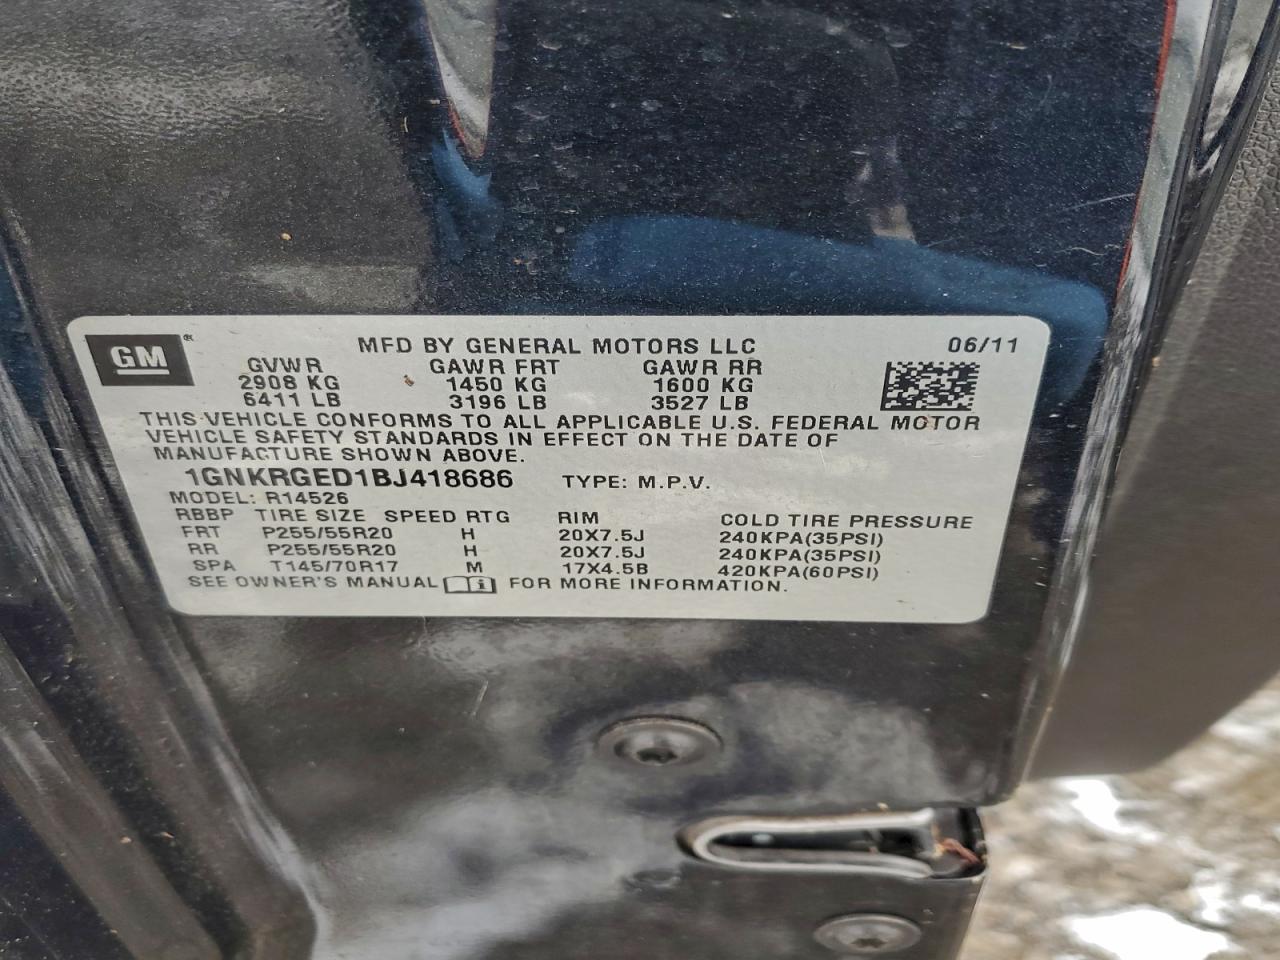 GM
MFD BY GENERAL MOTORS LLC 06/11
GVWR GAWR FRT GAWR RR
2908 KG 1450 KG 1600 KG
6411 LB 3196 LB 3527 LB
THIS VEHICLE CONFORMS TO ALL APPLICABLE U.S. FEDERAL MOTOR
VEHICLE SAFETY STANDARDS IN EFFECT ON THE DATE OF
MANUFACTURE SHOWN ABOVE.
1GNKRGED1BJ418686 TYPE: M.P.V.
MODEL: R14526
RBBP TIRE SIZE SPEED RTG RIM COLD TIRE PRESSURE
FRT P255/55R20 H 20X7.5J 240KPA(35PSI)
RR P255/55R20 H 20X7.5J 240KPA(35PSI)
SPA T145/70R17 M 17X4.5B 420KPA(60PSI)
SEE OWNER'S MANUAL i FOR MORE INFORMATION.